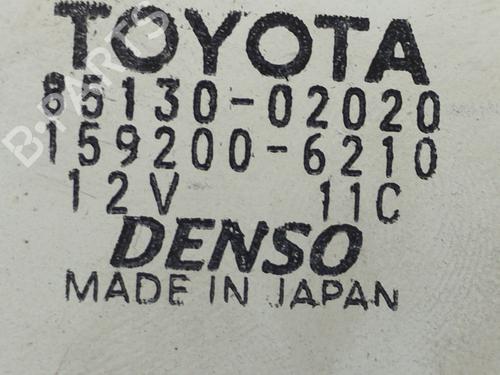 TOYOTA
85130-02020
159200-6210
12V 11C
DENSO
MADE IN JAPAN
B-PARTS